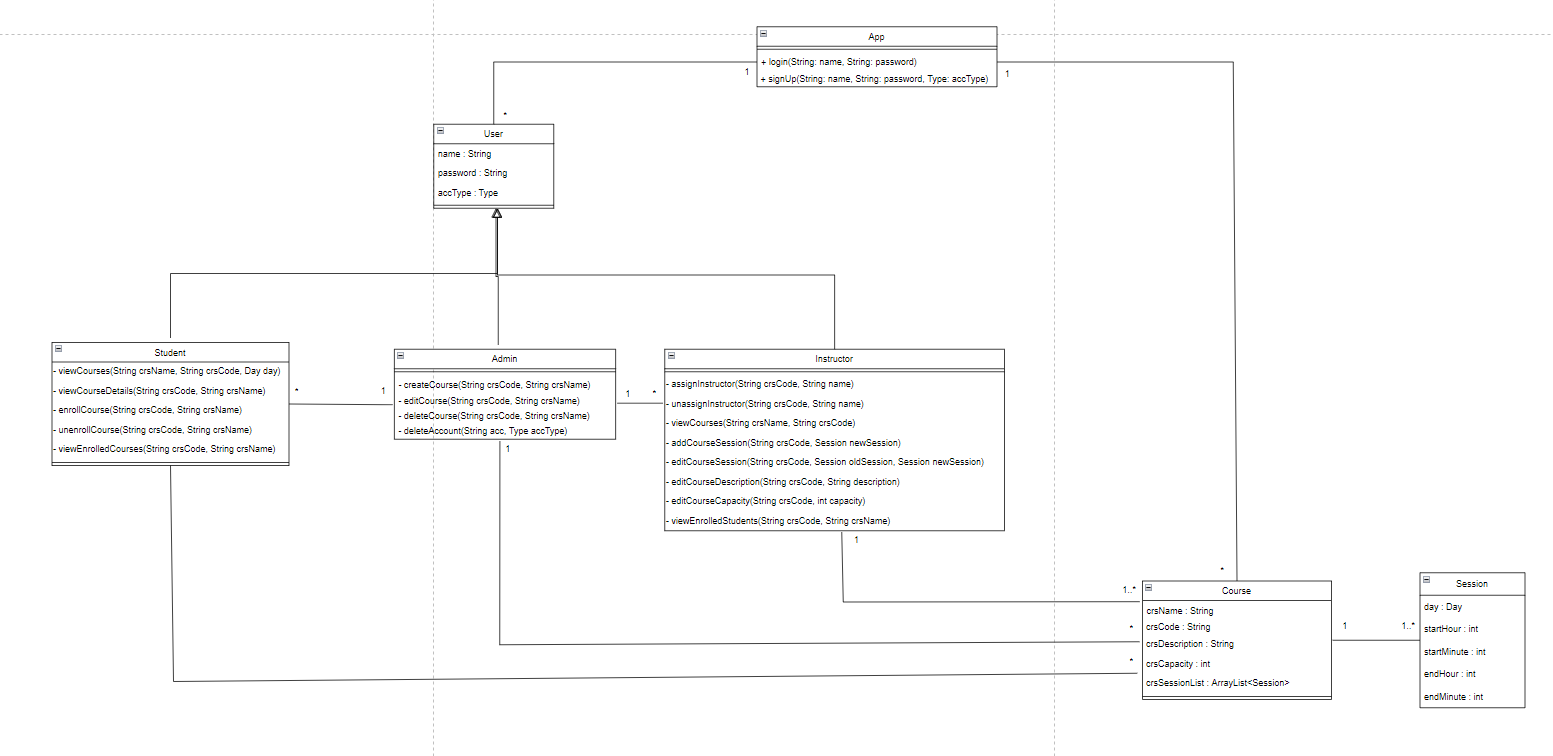 App
+ login(String: name, String: password)
+ signUp(String: name, String: password, Type: accType)
1
1
*
User
name : String
password : String
accType : Type
Student
- viewCourses(String crsName, String crsCode, Day day)
- viewCourseDetails(String crsCode, String crsName)
- enrollCourse(String crsCode, String crsName)
- unenrollCourse(String crsCode, String crsName)
- viewEnrolledCourses(String crsCode, String crsName)
*
1
Admin
- createCourse(String crsCode, String crsName)
- editCourse(String crsCode, String crsName)
- deleteCourse(String crsCode, String crsName)
- deleteAccount(String acc, Type accType)
1
*
1
Instructor
- assignInstructor(String crsCode, String name)
- unassignInstructor(String crsCode, String name)
- viewCourses(String crsName, String crsCode)
- addCourseSession(String crsCode, Session newSession)
- editCourseSession(String crsCode, Session oldSession, Session newSession)
- editCourseDescription(String crsCode, String description)
- editCourseCapacity(String crsCode, int capacity)
- viewEnrolledStudents(String crsCode, String crsName)
1
*
1..*
*
*
Course
crsName : String
crsCode : String
crsDescription : String
crsCapacity : int
crsSessionList : ArrayList<Session>
1
1..*
Session
day : Day
startHour : int
startMinute : int
endHour : int
endMinute : int